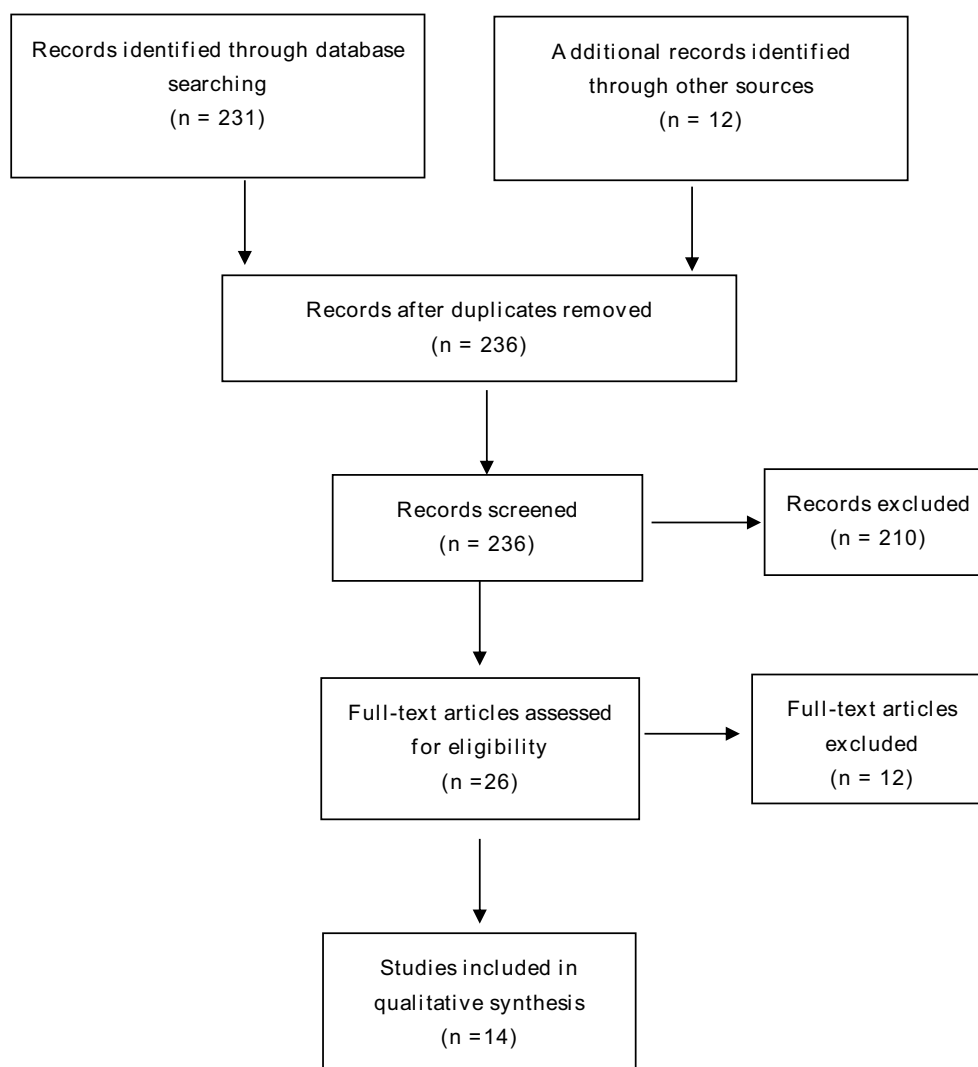 Records identified through database
searching
(n = 231)
Additional records identified
through other sources
(n = 12)
Records after duplicates removed
(n = 236)
Records screened
(n = 236)
Records excluded
(n = 210)
Full-text articles assessed
for eligibility
(n =26)
Full-text articles
excluded
(n = 12)
Studies included in
qualitative synthesis
(n =14)